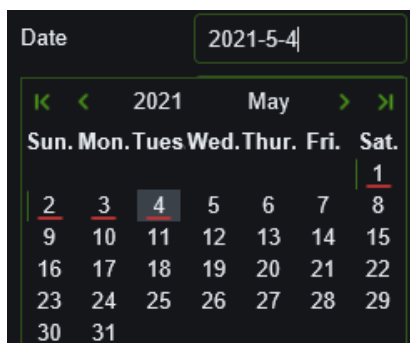 Date 2021-5-4
2021 May
Sun. Mon. Tues Wed. Thur. Fri. Sat.
1
2 3 4 5 6 7 8
9 10 11 12 13 14 15
16 17 18 19 20 21 22
23 24 25 26 27 28 29
30 31